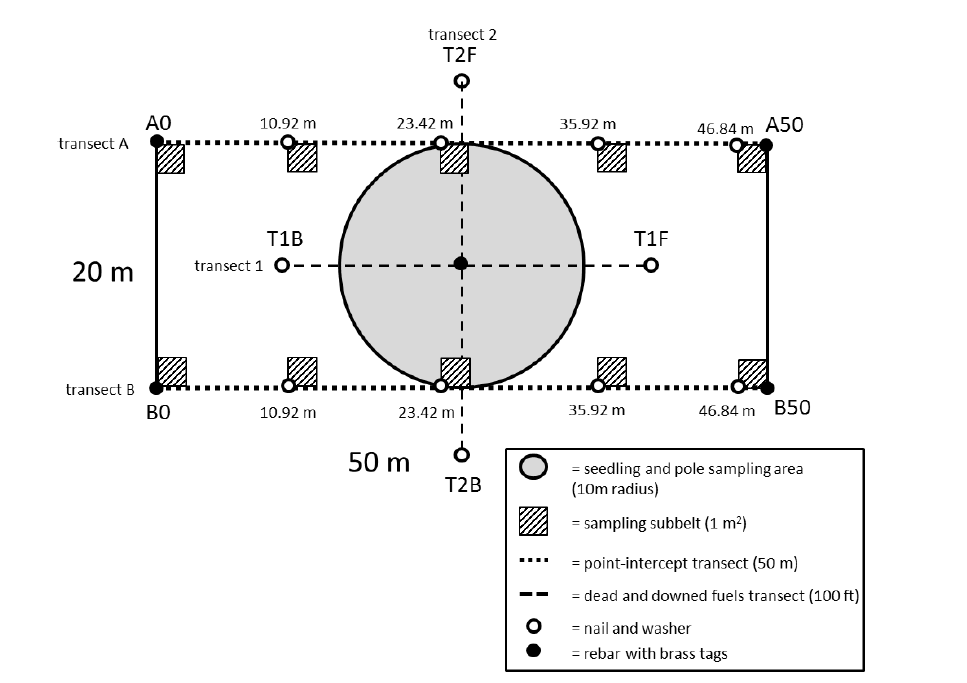 transect 2
T2F
A0
10.92 m
23.42 m
35.92 m
46.84 m
A50
transect A
T1B
T1F
transect 1
20 m
transect B
B0
10.92 m
23.42 m
35.92 m
46.84 m
B50
50 m
T2B
= seedling and pole sampling area
(10m radius)
= sampling subbelt (1 m²)
= point-intercept transect (50 m)
= dead and downed fuels transect (100 ft)
= nail and washer
= rebar with brass tags